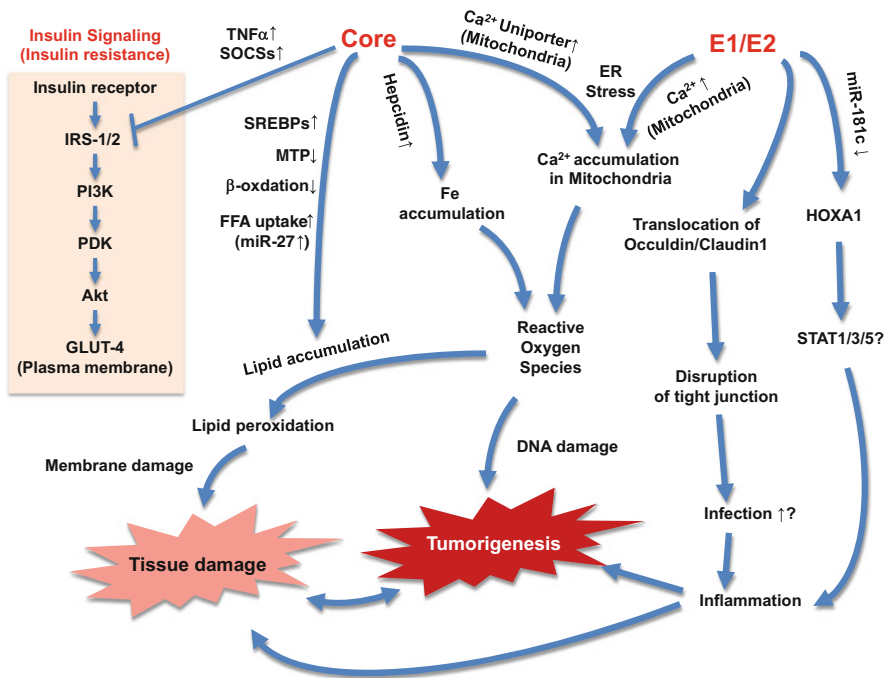 Insulin Signaling
(Insulin resistance)
Insulin receptor
IRS-1/2
PI3K
PDK
Akt
GLUT-4
(Plasma membrane)
TNFα↑
SOCSs↑
Core
Ca²⁺ Uniporter↑
(Mitochondria)
ER
Stress
E1/E2
Ca²⁺ ↑
(Mitochondria)
miR-181c ↓
Hepcidin↑
SREBPs↑
MTP↓
β-oxdation↓
FFA uptake↑
(miR-27↑)
Fe
accumulation
Ca²⁺ accumulation
in Mitochondria
Translocation of
Occuldin/Claudin1
HOXA1
Lipid accumulation
Reactive
Oxygen
Species
STAT1/3/5?
Disruption
of tight junction
Lipid peroxidation
Membrane damage
DNA damage
Infection ↑?
Tissue damage
Tumorigenesis
Inflammation